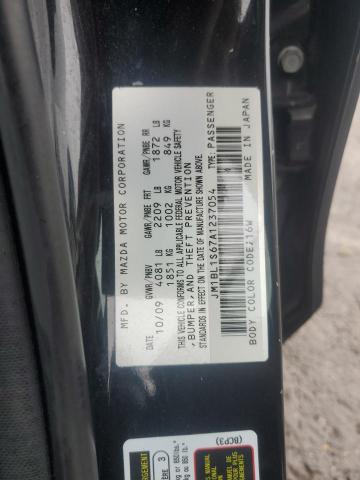 MFD. BY MAZDA MOTOR CORPORATION
DATE GVWR/PNBV GAWR/PNBE FRT GAWR/PNBE RR
10/09 4081 LB 2209 LB 1872 LB
1851 KG 1002 KG 849 KG
THIS VEHICLE CONFORMS TO ALL APPLICABLE FEDERAL MOTOR VEHICLE SAFETY
, BUMPER, AND THEFT PREVENTION
STANDARDS IN EFFECT ON THE DATE OF MANUFACTURE SHOWN ABOVE.
JM1BL1S67A1237054 TYPE: PASSENGER
BODY COLOR CODE: 16W MADE IN JAPAN
(BCP3)
3